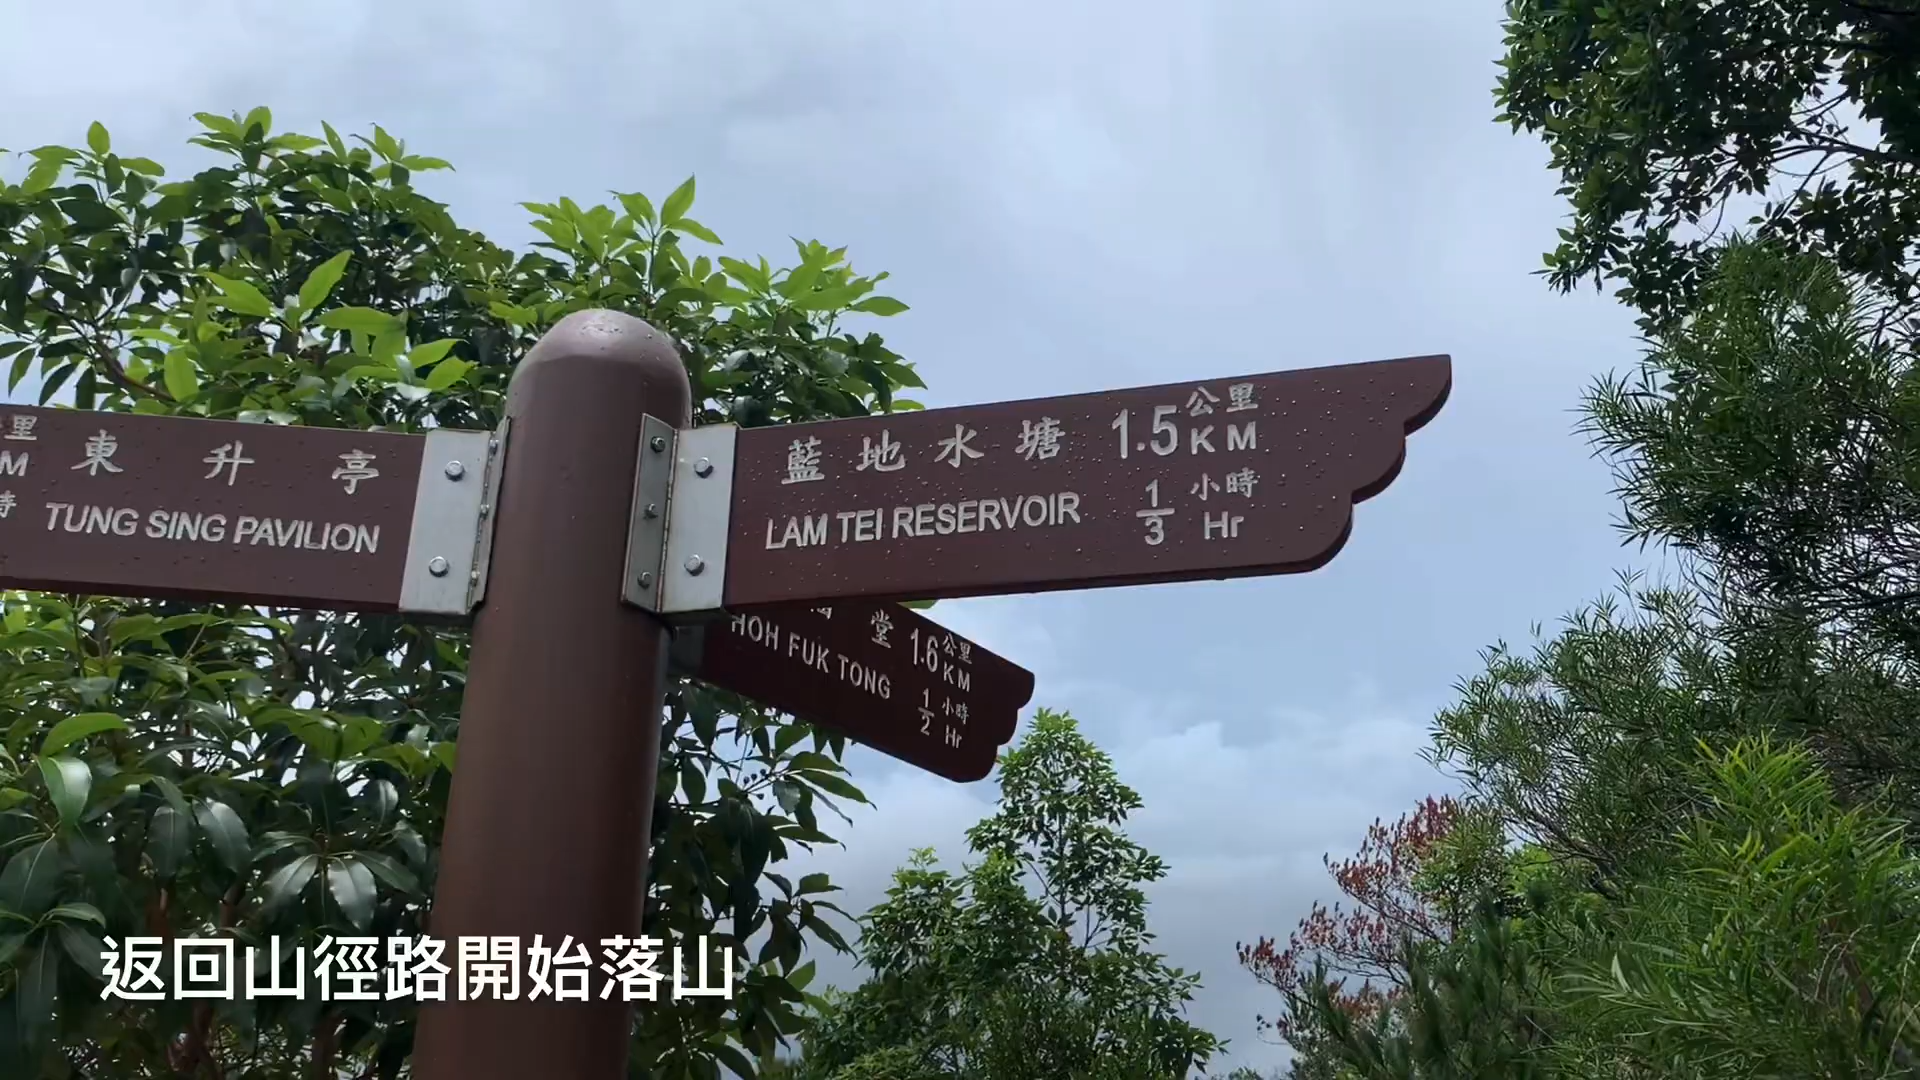 公里
KM
時
東升亭
TUNG SING PAVILION
藍地水塘 1.5 公里 KM
LAM TEI RESERVOIR 1/3 小時 Hr
堂 1.6 公里 KM
HOH FUK TONG 1/2 小時 Hr
返回山徑路開始落山